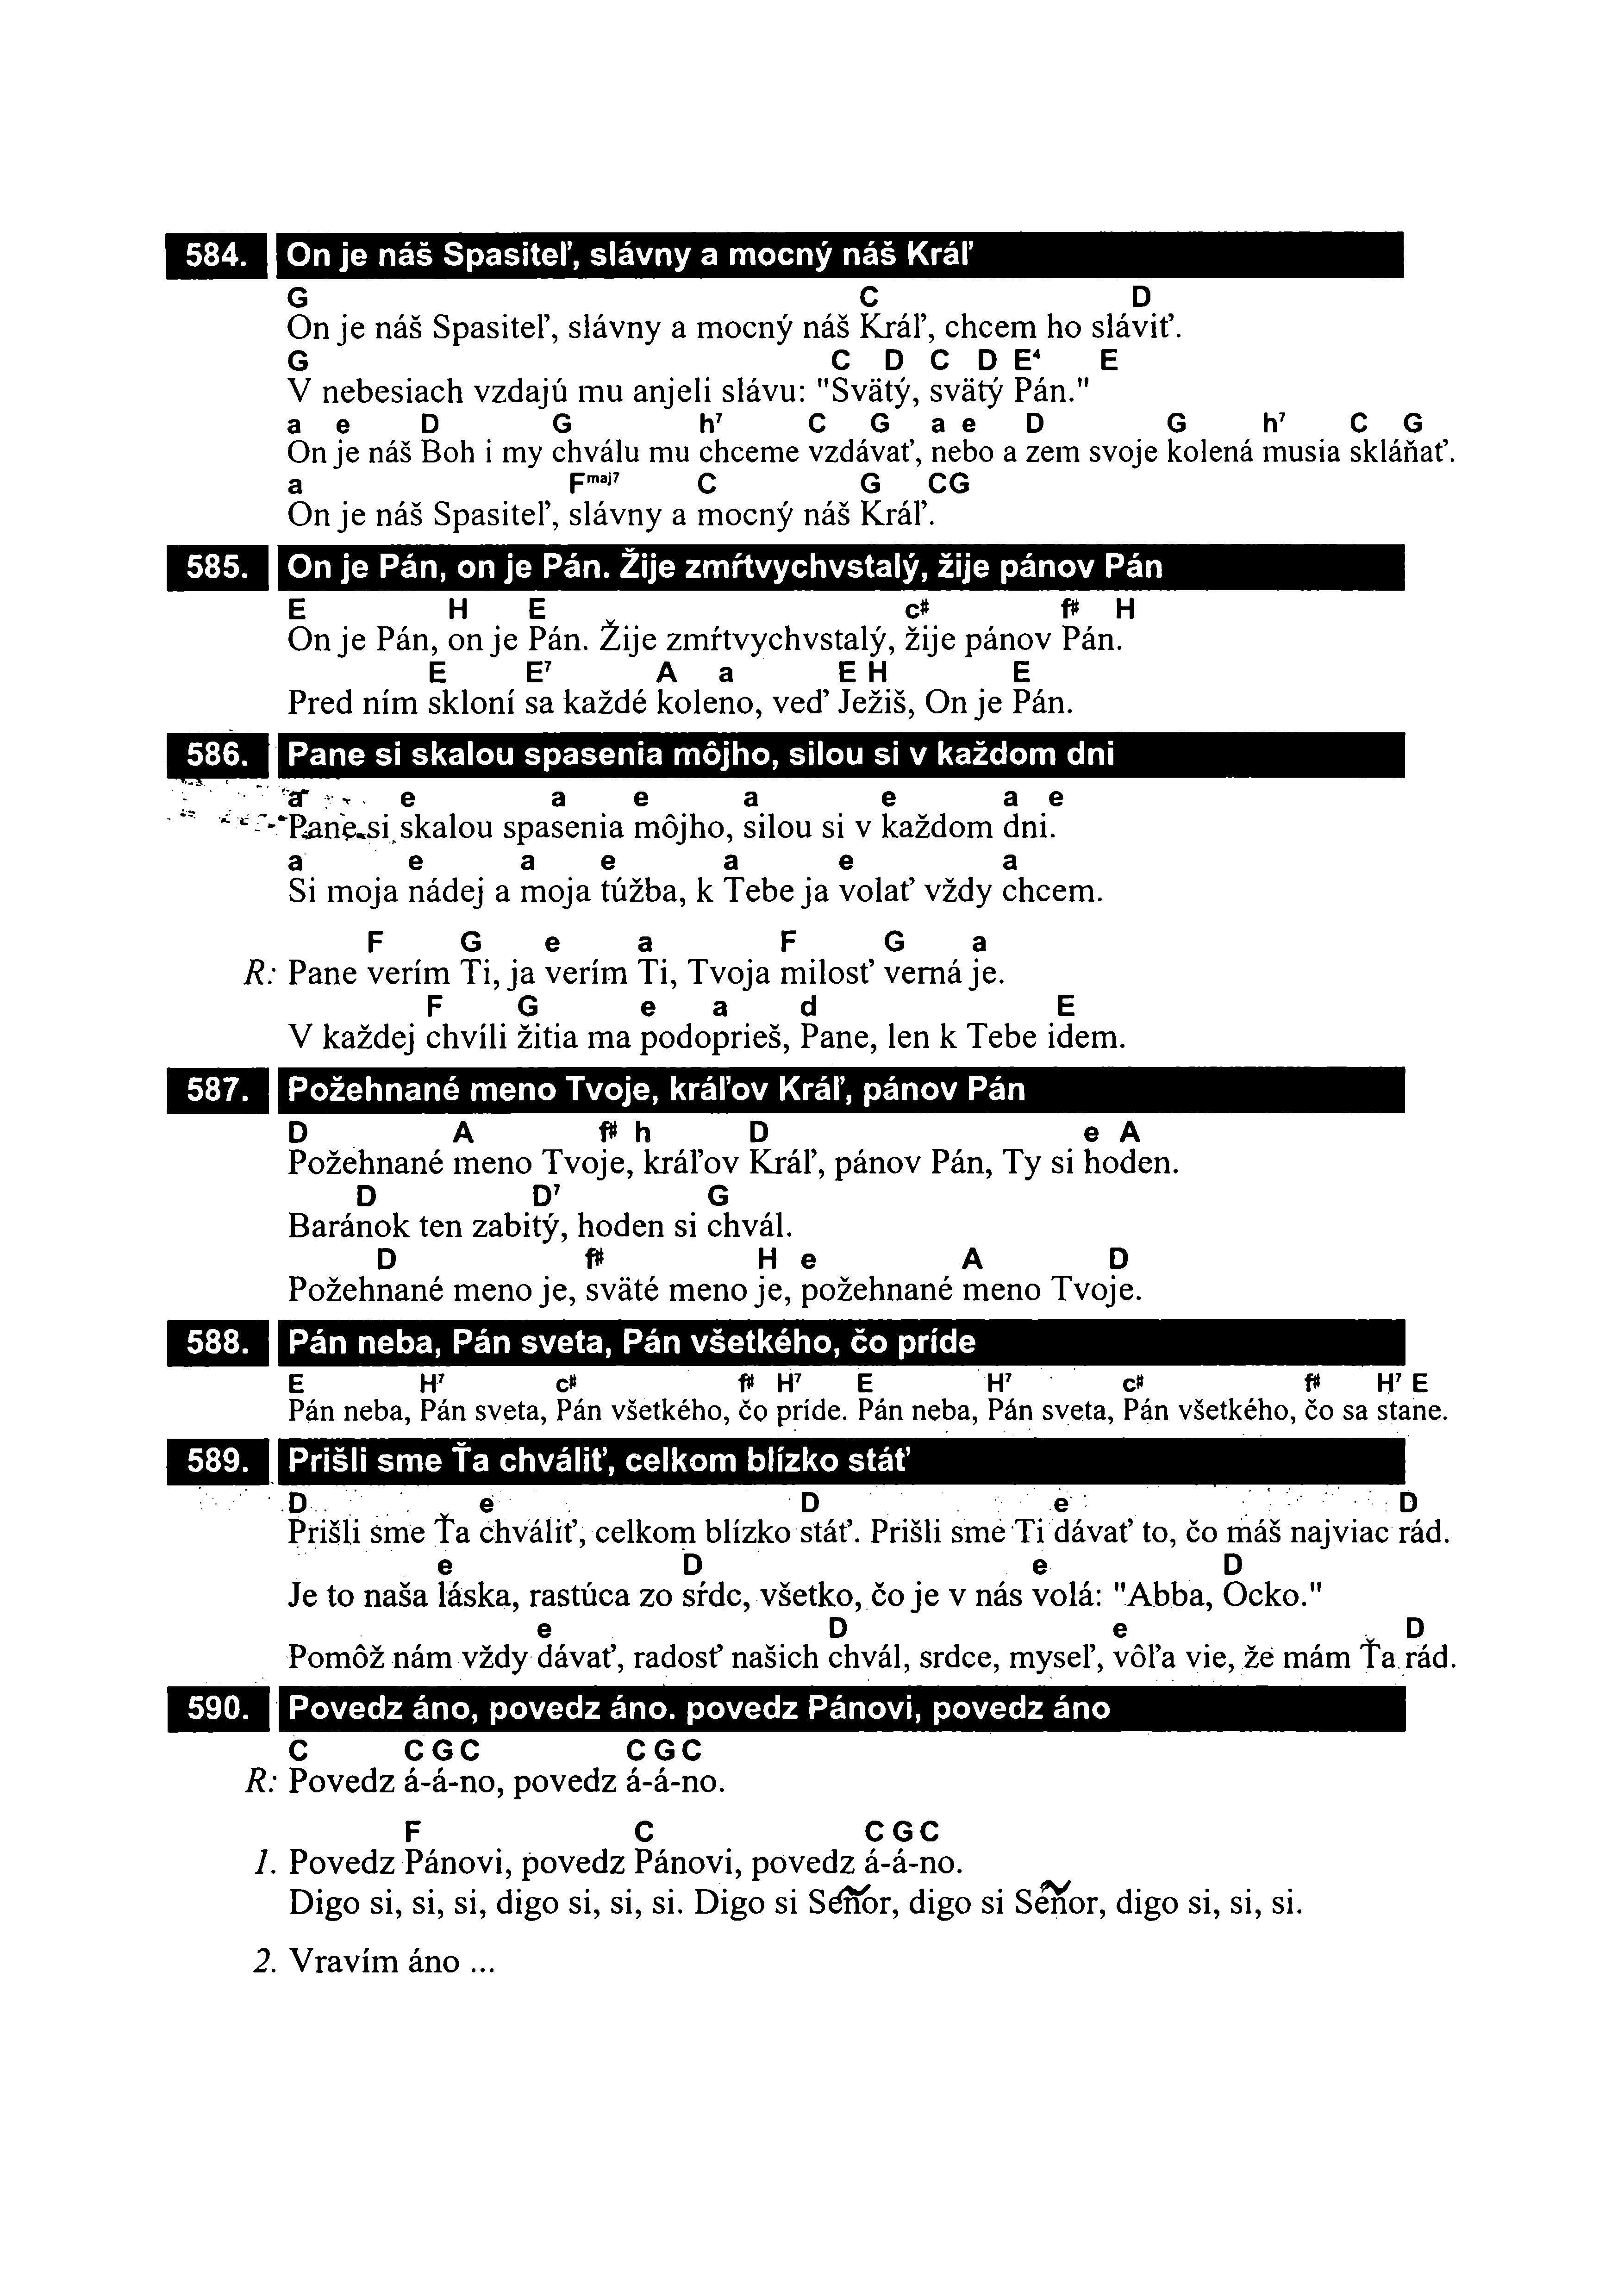 584. On je náš Spasiteľ, slávny a mocný náš Kráľ
G C D
On je náš Spasiteľ, slávny a mocný náš Kráľ, chcem ho sláviť.
G C D C D E⁴ E
V nebesiach vzdajú mu anjeli slávu: "Svätý, svätý Pán."
a e D G h⁷ C G a e D G h⁷ C G
On je náš Boh i my chválu mu chceme vzdávať, nebo a zem svoje kolená musia skláňať.
a Fmaj7 C G CG
On je náš Spasiteľ, slávny a mocný náš Kráľ.
585. On je Pán, on je Pán. Žije zmŕtvychvstalý, žije pánov Pán
E H E c# f# H
On je Pán, on je Pán. Žije zmŕtvychvstalý, žije pánov Pán.
E E⁷ A a E H E
Pred ním skloní sa každé koleno, veď Ježiš, On je Pán.
586. Pane si skalou spasenia môjho, silou si v každom dni
a e a e a e a e
Pane si skalou spasenia môjho, silou si v každom dni.
a e a e a e a
Si moja nádej a moja túžba, k Tebe ja volať vždy chcem.
F G e a F G a
R: Pane verím Ti, ja verím Ti, Tvoja milosť verná je.
F G e a d E
V každej chvíli žitia ma podoprieš, Pane, len k Tebe idem.
587. Požehnané meno Tvoje, kráľov Kráľ, pánov Pán
D A f# h D e A
Požehnané meno Tvoje, kráľov Kráľ, pánov Pán, Ty si hoden.
D D⁷ G
Baránok ten zabitý, hoden si chvál.
D f# H e A D
Požehnané meno je, sväté meno je, požehnané meno Tvoje.
588. Pán neba, Pán sveta, Pán všetkého, čo príde
E H⁷ c# f# H⁷ E H⁷ c# f# H⁷ E
Pán neba, Pán sveta, Pán všetkého, čo príde. Pán neba, Pán sveta, Pán všetkého, čo sa stane.
589. Prišli sme Ťa chváliť, celkom blízko stáť
D e D e D
Prišli sme Ťa chváliť, celkom blízko stáť. Prišli sme Ti dávať to, čo máš najviac rád.
e D e D
Je to naša láska, rastúca zo sŕdc, všetko, čo je v nás volá: "Abba, Ocko."
e D e D
Pomôž nám vždy dávať, radosť našich chvál, srdce, myseľ, vôľa vie, že mám Ťa rád.
590. Povedz áno, povedz áno. povedz Pánovi, povedz áno
C C G C C G C
R: Povedz á-á-no, povedz á-á-no.
F C C G C
1. Povedz Pánovi, povedz Pánovi, povedz á-á-no.
Digo si, si, si, digo si, si, si. Digo si Señor, digo si Señor, digo si, si, si.
2. Vravím áno ...